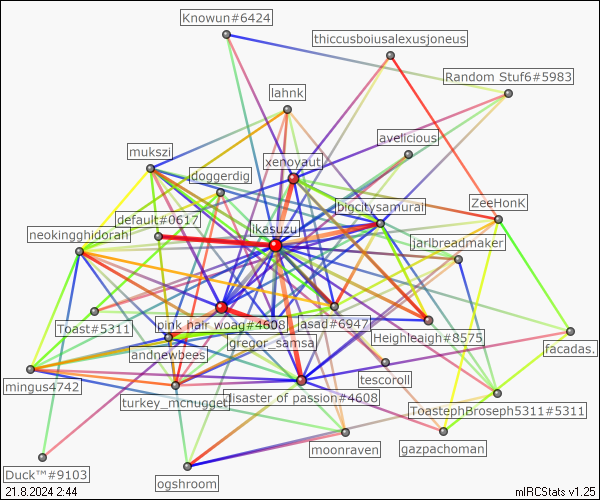 Knowun#6424
thiccusboiusalexusjoneus
Random Stuf6#5983
lahnk
avelicious
mukszi
xenoyaut
doggerdig
ZeeHonK
bigcitysamurai
default#0617
likasuzu
neokingghidorah
jarlbreadmaker
pink hair woag#4608
asad#6947
Toast#5311
Heighleaigh#8575
gregor_samsa
facadas.
andnewbees
tescoroll
mingus4742
turkey_mcnugget
disaster of passion#4608
ToastephBroseph5311#5311
moonraven
gazpachoman
Duck™#9103
ogshroom
21.8.2024 2:44
mIRCStats v1.25